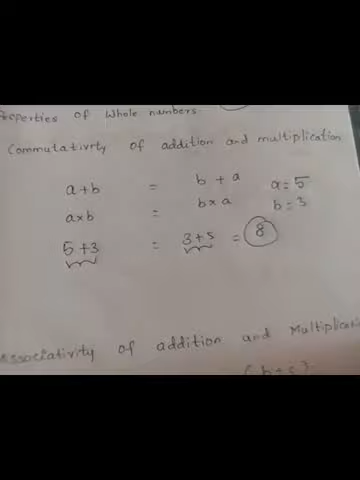 Properties of Whole numbers
Commutativity of addition and multiplication
a+b = b + a a=5
axb = bxa b=3
5+3 = 3+5 = 8
Associativity of addition and Multiplication